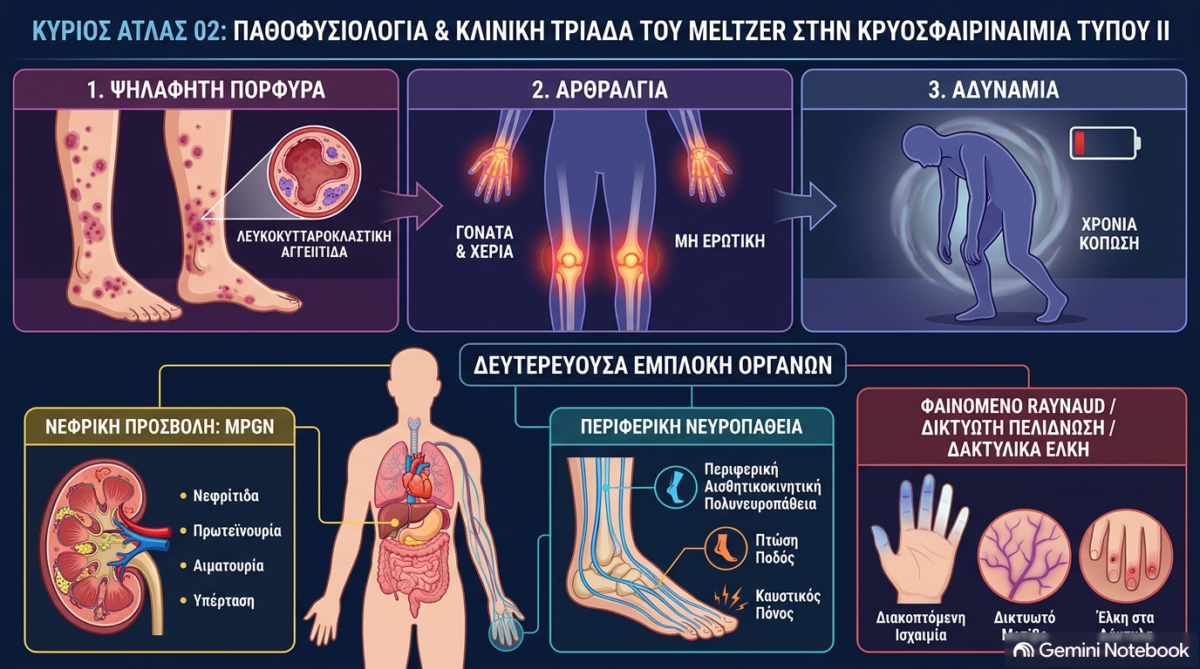 ΚΥΡΙΟΣ ΑΤΛΑΣ 02: ΠΑΘΟΦΥΣΙΟΛΟΓΙΑ & ΚΛΙΝΙΚΗ ΤΡΙΑΔΑ ΤΟΥ MELTZER ΣΤΗΝ ΚΡΥΟΣΦΑΙΡΙΝΑΙΜΙΑ ΤΥΠΟΥ ΙΙ
1. ΨΗΛΑΦΗΤΗ ΠΟΡΦΥΡΑ
ΛΕΥΚΟΚΥΤΤΑΡΟΚΛΑΣΤΙΚΗ
ΑΓΓΕΙΙΤΙΔΑ
2. ΑΡΘΡΑΛΓΙΑ
ΓΟΝΑΤΑ
& ΧΕΡΙΑ
ΜΗ ΕΡΩΤΙΚΗ
3. ΑΔΥΝΑΜΙΑ
ΧΡΟΝΙΑ
ΚΟΠΩΣΗ
ΔΕΥΤΕΡΕΥΟΥΣΑ ΕΜΠΛΟΚΗ ΟΡΓΑΝΩΝ
ΝΕΦΡΙΚΗ ΠΡΟΣΒΟΛΗ: MPGN
• Νεφρίτιδα
• Πρωτεϊνουρία
• Αιματουρία
• Υπέρταση
ΠΕΡΙΦΕΡΙΚΗ ΝΕΥΡΟΠΑΘΕΙΑ
Περιφερική
Αισθητικοκινητική
Πολυνευροπάθεια
Πτώση
Ποδός
Καυστικός
Πόνος
ΦΑΙΝΟΜΕΝΟ RAYNAUD /
ΔΙΚΤΥΩΤΗ ΠΕΛΙΔΝΩΣΗ /
ΔΑΚΤΥΛΙΚΑ ΕΛΚΗ
Διακοπτόμενη
Ισχαιμία
Δικτυωτό
Έλκη στα
Gemini Notebook